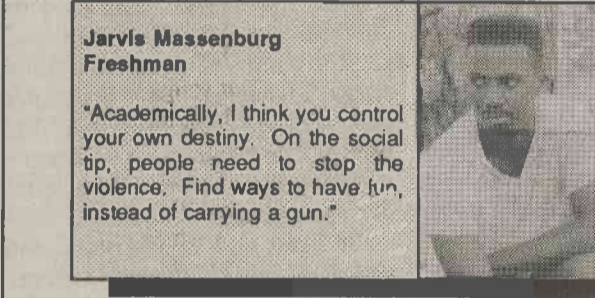 Jarvis Massenburg
Freshman
"Academically, I think you control
your own destiny. On the social
tip, people need to stop the
violence. Find ways to have fun,
instead of carrying a gun."